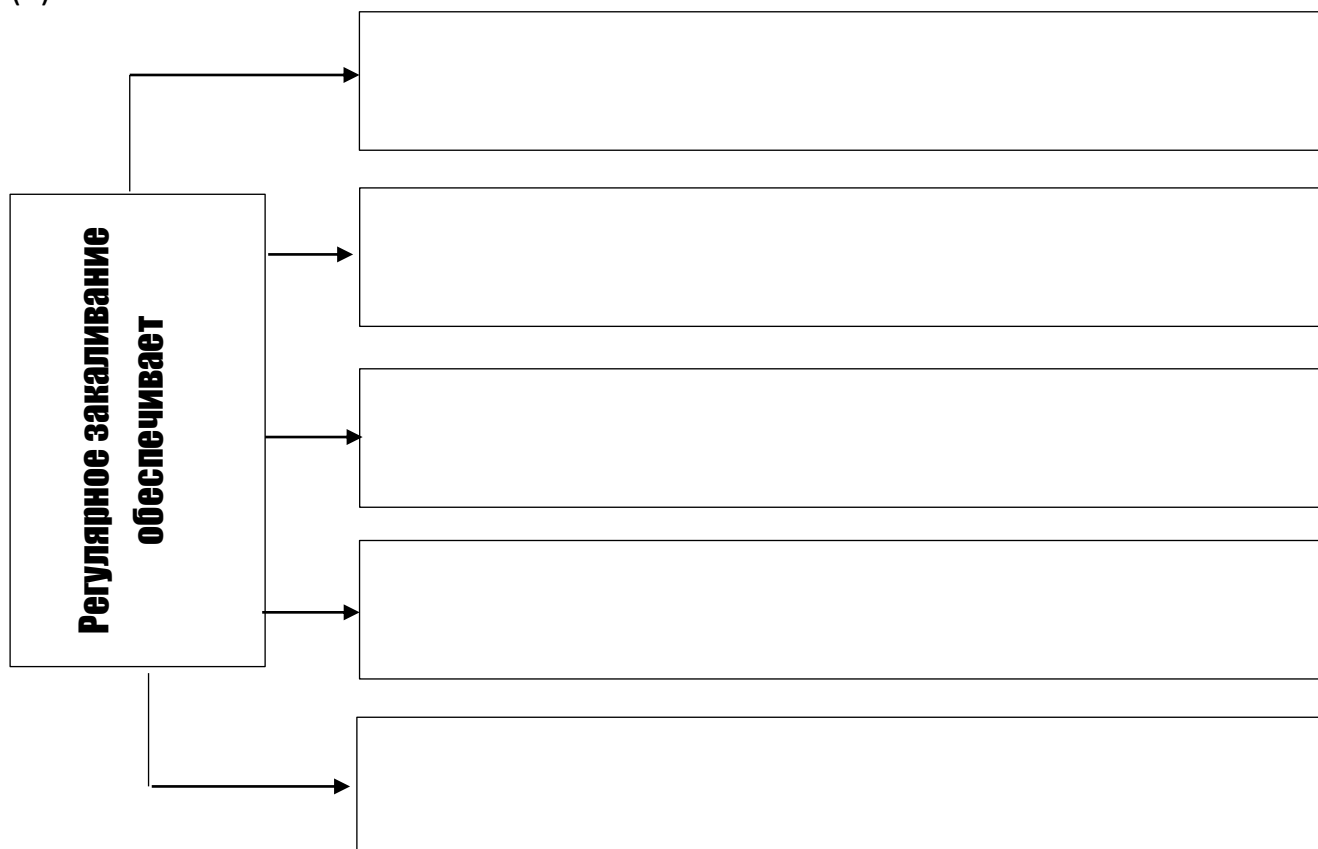 Регулярное закаливание
обеспечивает